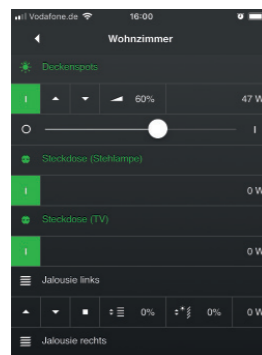 Vodafone.de 16:00
Wohnzimmer
Deckenspots
I 60% 47 W
O I
Steckdose (Stehlampe)
I 0 W
Steckdose (TV)
I 0 W
Jalousie links
0% 0% 0 W
Jalousie rechts